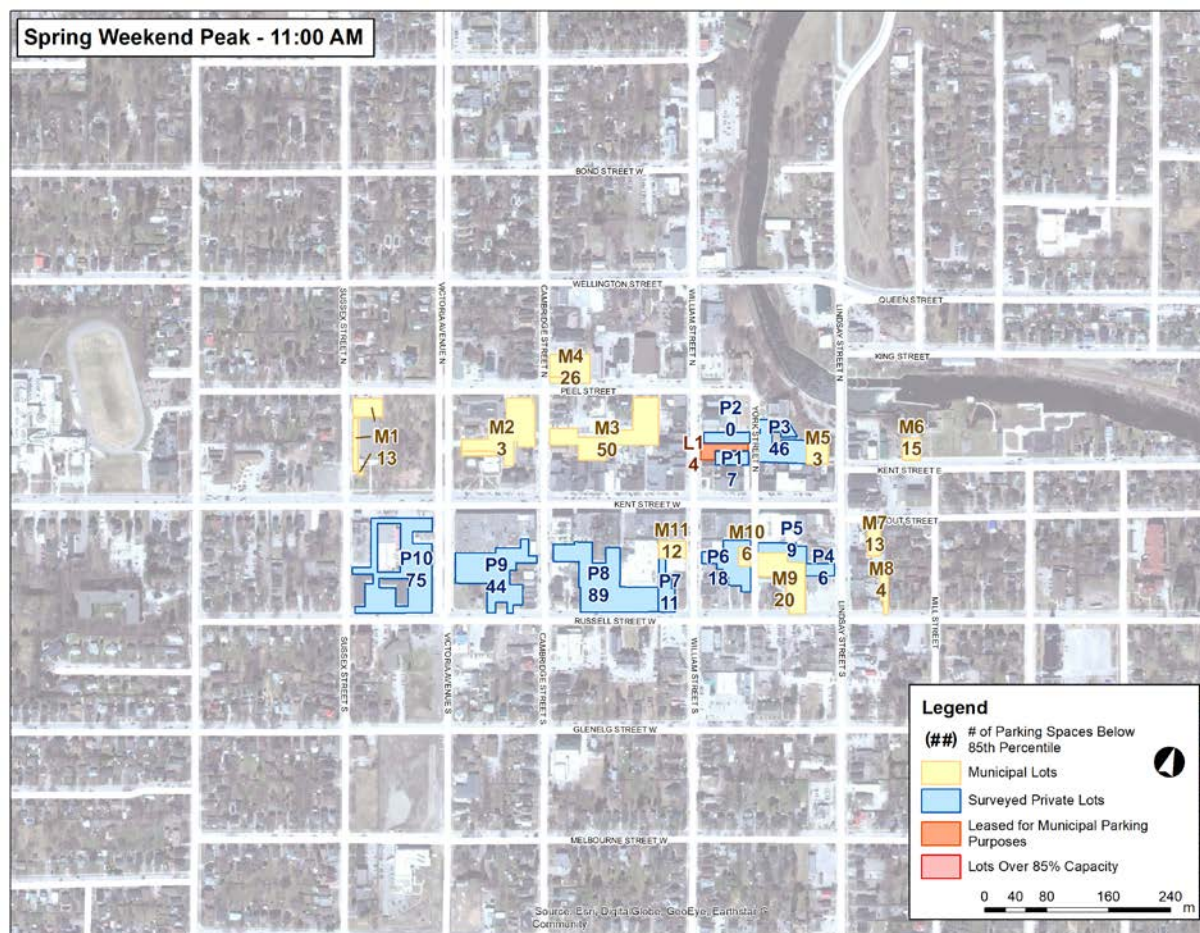 Spring Weekend Peak - 11:00 AM
BOND STREET W
WELLINGTON STREET
QUEEN STREET
SUSSEX STREET N
VICTORIA AVENUE N
CAMBRIDGE STREET N
WILLIAM STREET N
LINDSAY STREET N
KING STREET
M4
26
PEEL STREET
M1
13
M2
3
M3
50
P2
0
L1
4
P1
7
YORK STREET N
P3
46
M5
3
M6
15
KENT STREET E
KENT STREET W
OUT STREET
P10
75
P9
44
P8
89
M11
12
P7
11
P6
18
M10
6
P5
9
M9
20
P4
6
M7
13
M8
4
RUSSELL STREET W
SUSSEX STREET S
VICTORIA AVENUE S
CAMBRIDGE STREET S
WILLIAM STREET S
LINDSAY STREET S
MILL STREET
GLENELG STREET W
MELBOURNE STREET W
Legend
(##) # of Parking Spaces Below
85th Percentile
Municipal Lots
Surveyed Private Lots
Leased for Municipal Parking
Purposes
Lots Over 85% Capacity
0 40 80 160 240
m
Source: Esri, DigitalGlobe, GeoEye, Earthstar G
Community